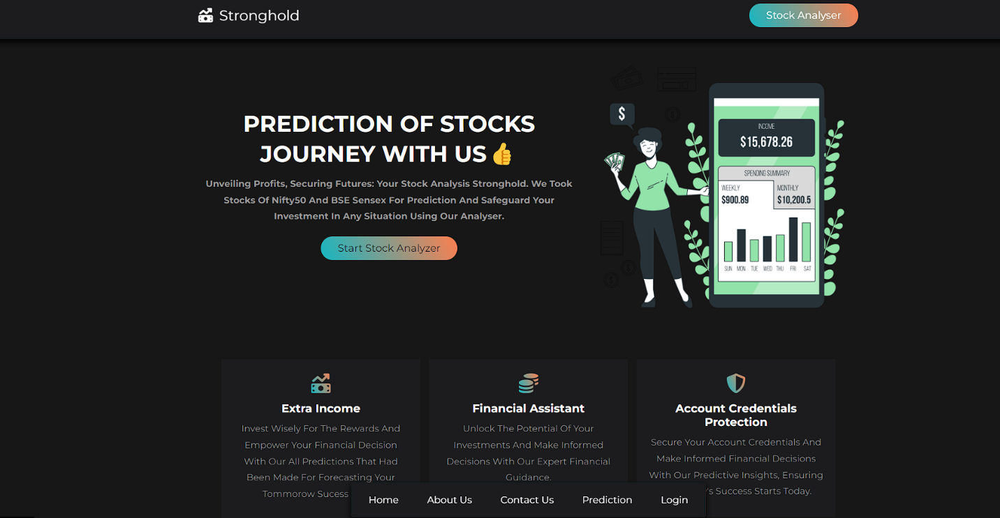 Stronghold
Stock Analyser
PREDICTION OF STOCKS
JOURNEY WITH US👍
Unveiling Profits, Securing Futures: Your Stock Analysis Stronghold. We Took
Stocks Of Nifty50 And BSE Sensex For Prediction And Safeguard Your
Investment In Any Situation Using Our Analyser.
Start Stock Analyzer
$
INCOME
$15,678.26
SPENDING SUMMARY
WEEKLY
$900.89
MONTHLY
$10,200.5
SUN MON TUE WED THU FRI SAT
Extra Income
Invest Wisely For The Rewards And
Empower Your Financial Decision
With Our All Predictions That Had
Been Made For Forecasting Your
Tommorow Sucess
Financial Assistant
Unlock The Potential Of Your
Investments And Make Informed
Decisions With Our Expert Financial
Guidance.
Account Credentials
Protection
Secure Your Account Credentials And
Make Informed Financial Decisions
With Our Predictive Insights, Ensuring
's Success Starts Today.
Home About Us Contact Us Prediction Login